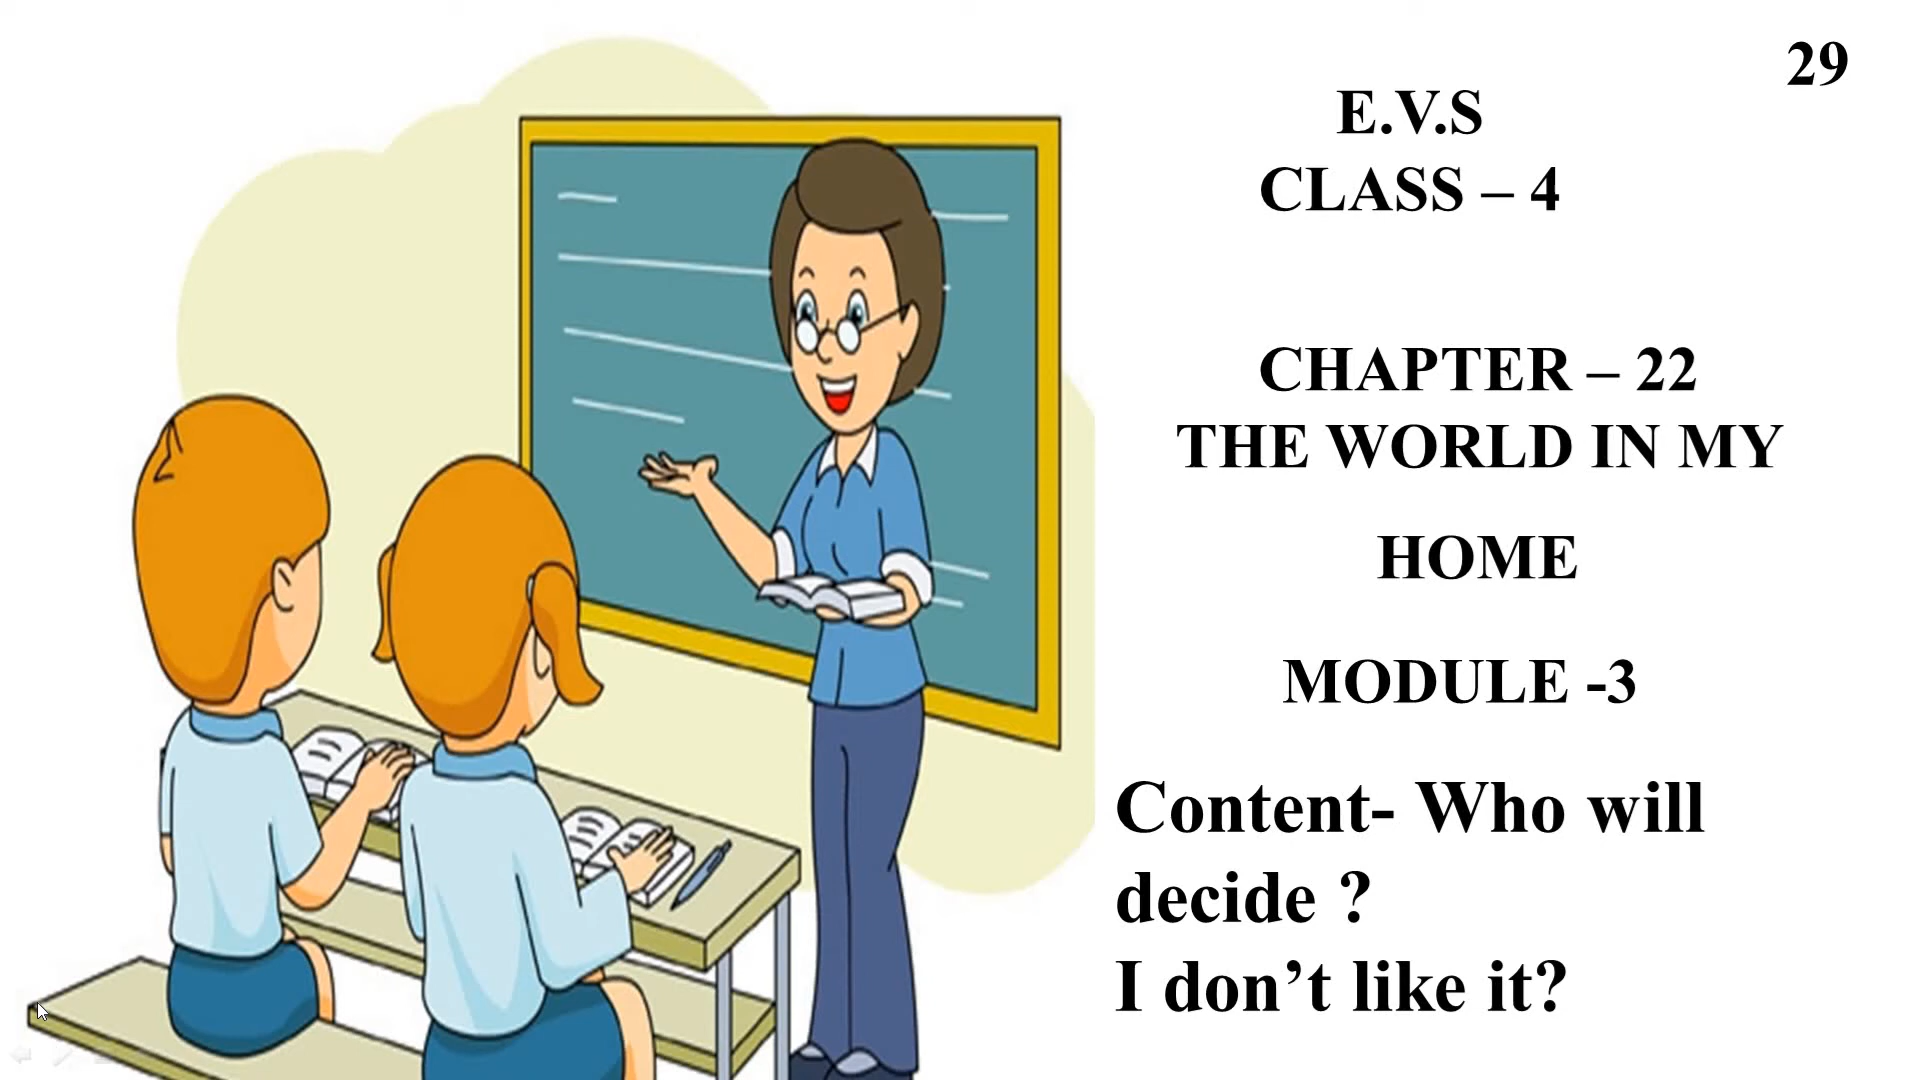 29
E.V.S
CLASS – 4
CHAPTER – 22
THE WORLD IN MY
HOME
MODULE -3
Content- Who will
decide ?
I don’t like it?